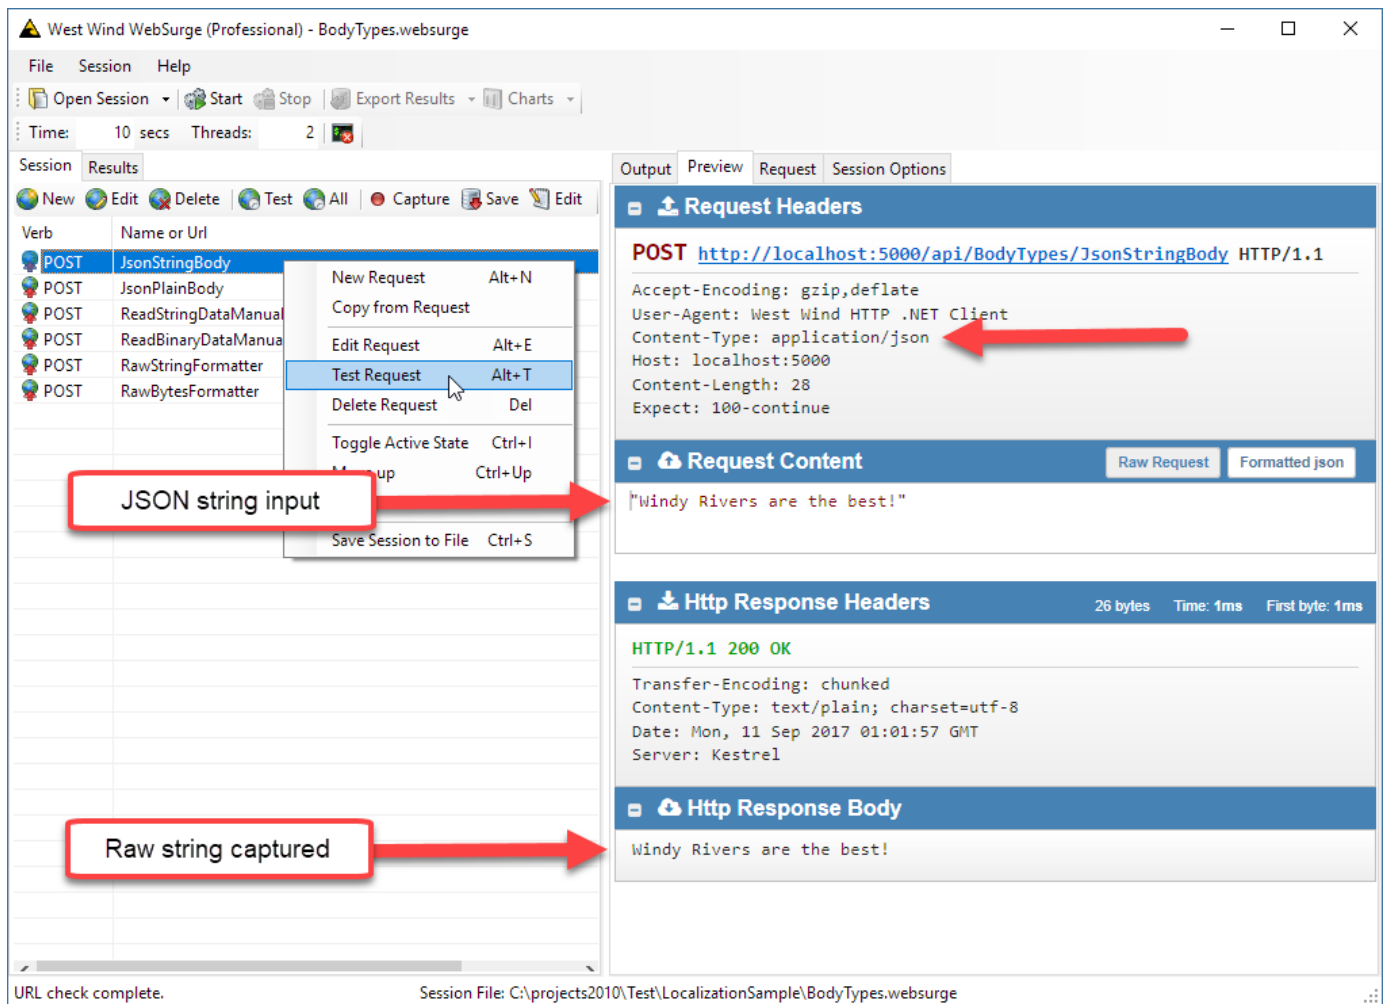 West Wind WebSurge (Professional) - BodyTypes.websurge
File Session Help
Open Session Start Stop Export Results Charts
Time: 10 secs Threads: 2
Session Results
New Edit Delete Test All Capture Save Edit
Verb Name or Url
POST JsonStringBody
POST JsonPlainBody
POST ReadStringDataManual
POST ReadBinaryDataManua
POST RawStringFormatter
POST RawBytesFormatter
New Request Alt+N
Copy from Request
Edit Request Alt+E
Test Request Alt+T
Delete Request Del
Toggle Active State Ctrl+I
up Ctrl+Up
Save Session to File Ctrl+S
JSON string input
Raw string captured
Output Preview Request Session Options
Request Headers
POST http://localhost:5000/api/BodyTypes/JsonStringBody HTTP/1.1
Accept-Encoding: gzip,deflate
User-Agent: West Wind HTTP .NET Client
Content-Type: application/json
Host: localhost:5000
Content-Length: 28
Expect: 100-continue
Request Content Raw Request Formatted json
"Windy Rivers are the best!"
Http Response Headers 26 bytes Time: 1ms First byte: 1ms
HTTP/1.1 200 OK
Transfer-Encoding: chunked
Content-Type: text/plain; charset=utf-8
Date: Mon, 11 Sep 2017 01:01:57 GMT
Server: Kestrel
Http Response Body
Windy Rivers are the best!
URL check complete. Session File: C:\projects2010\Test\LocalizationSample\BodyTypes.websurge